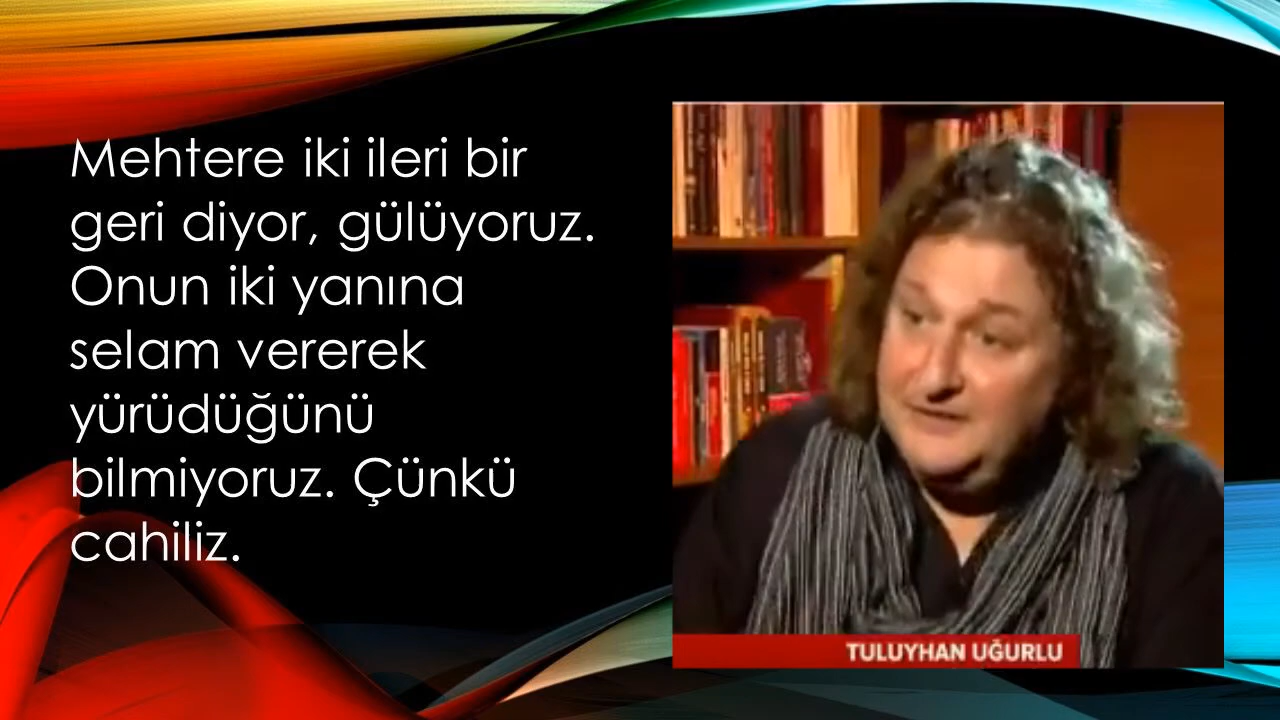 Mehtere iki ileri bir
geri diyor, gülüyoruz.
Onun iki yanına
selam vererek
yürüdüğünü
bilmiyoruz. Çünkü
cahiliz.
TULUYHAN UĞURLU